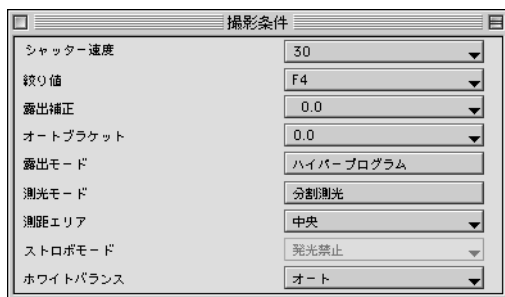 撮影条件
シャッター速度 30
絞り値 F4
露出補正 0.0
オートブラケット 0.0
露出モード ハイパープログラム
測光モード 分割測光
測距エリア 中央
ストロボモード 発光禁止
ホワイトバランス オート